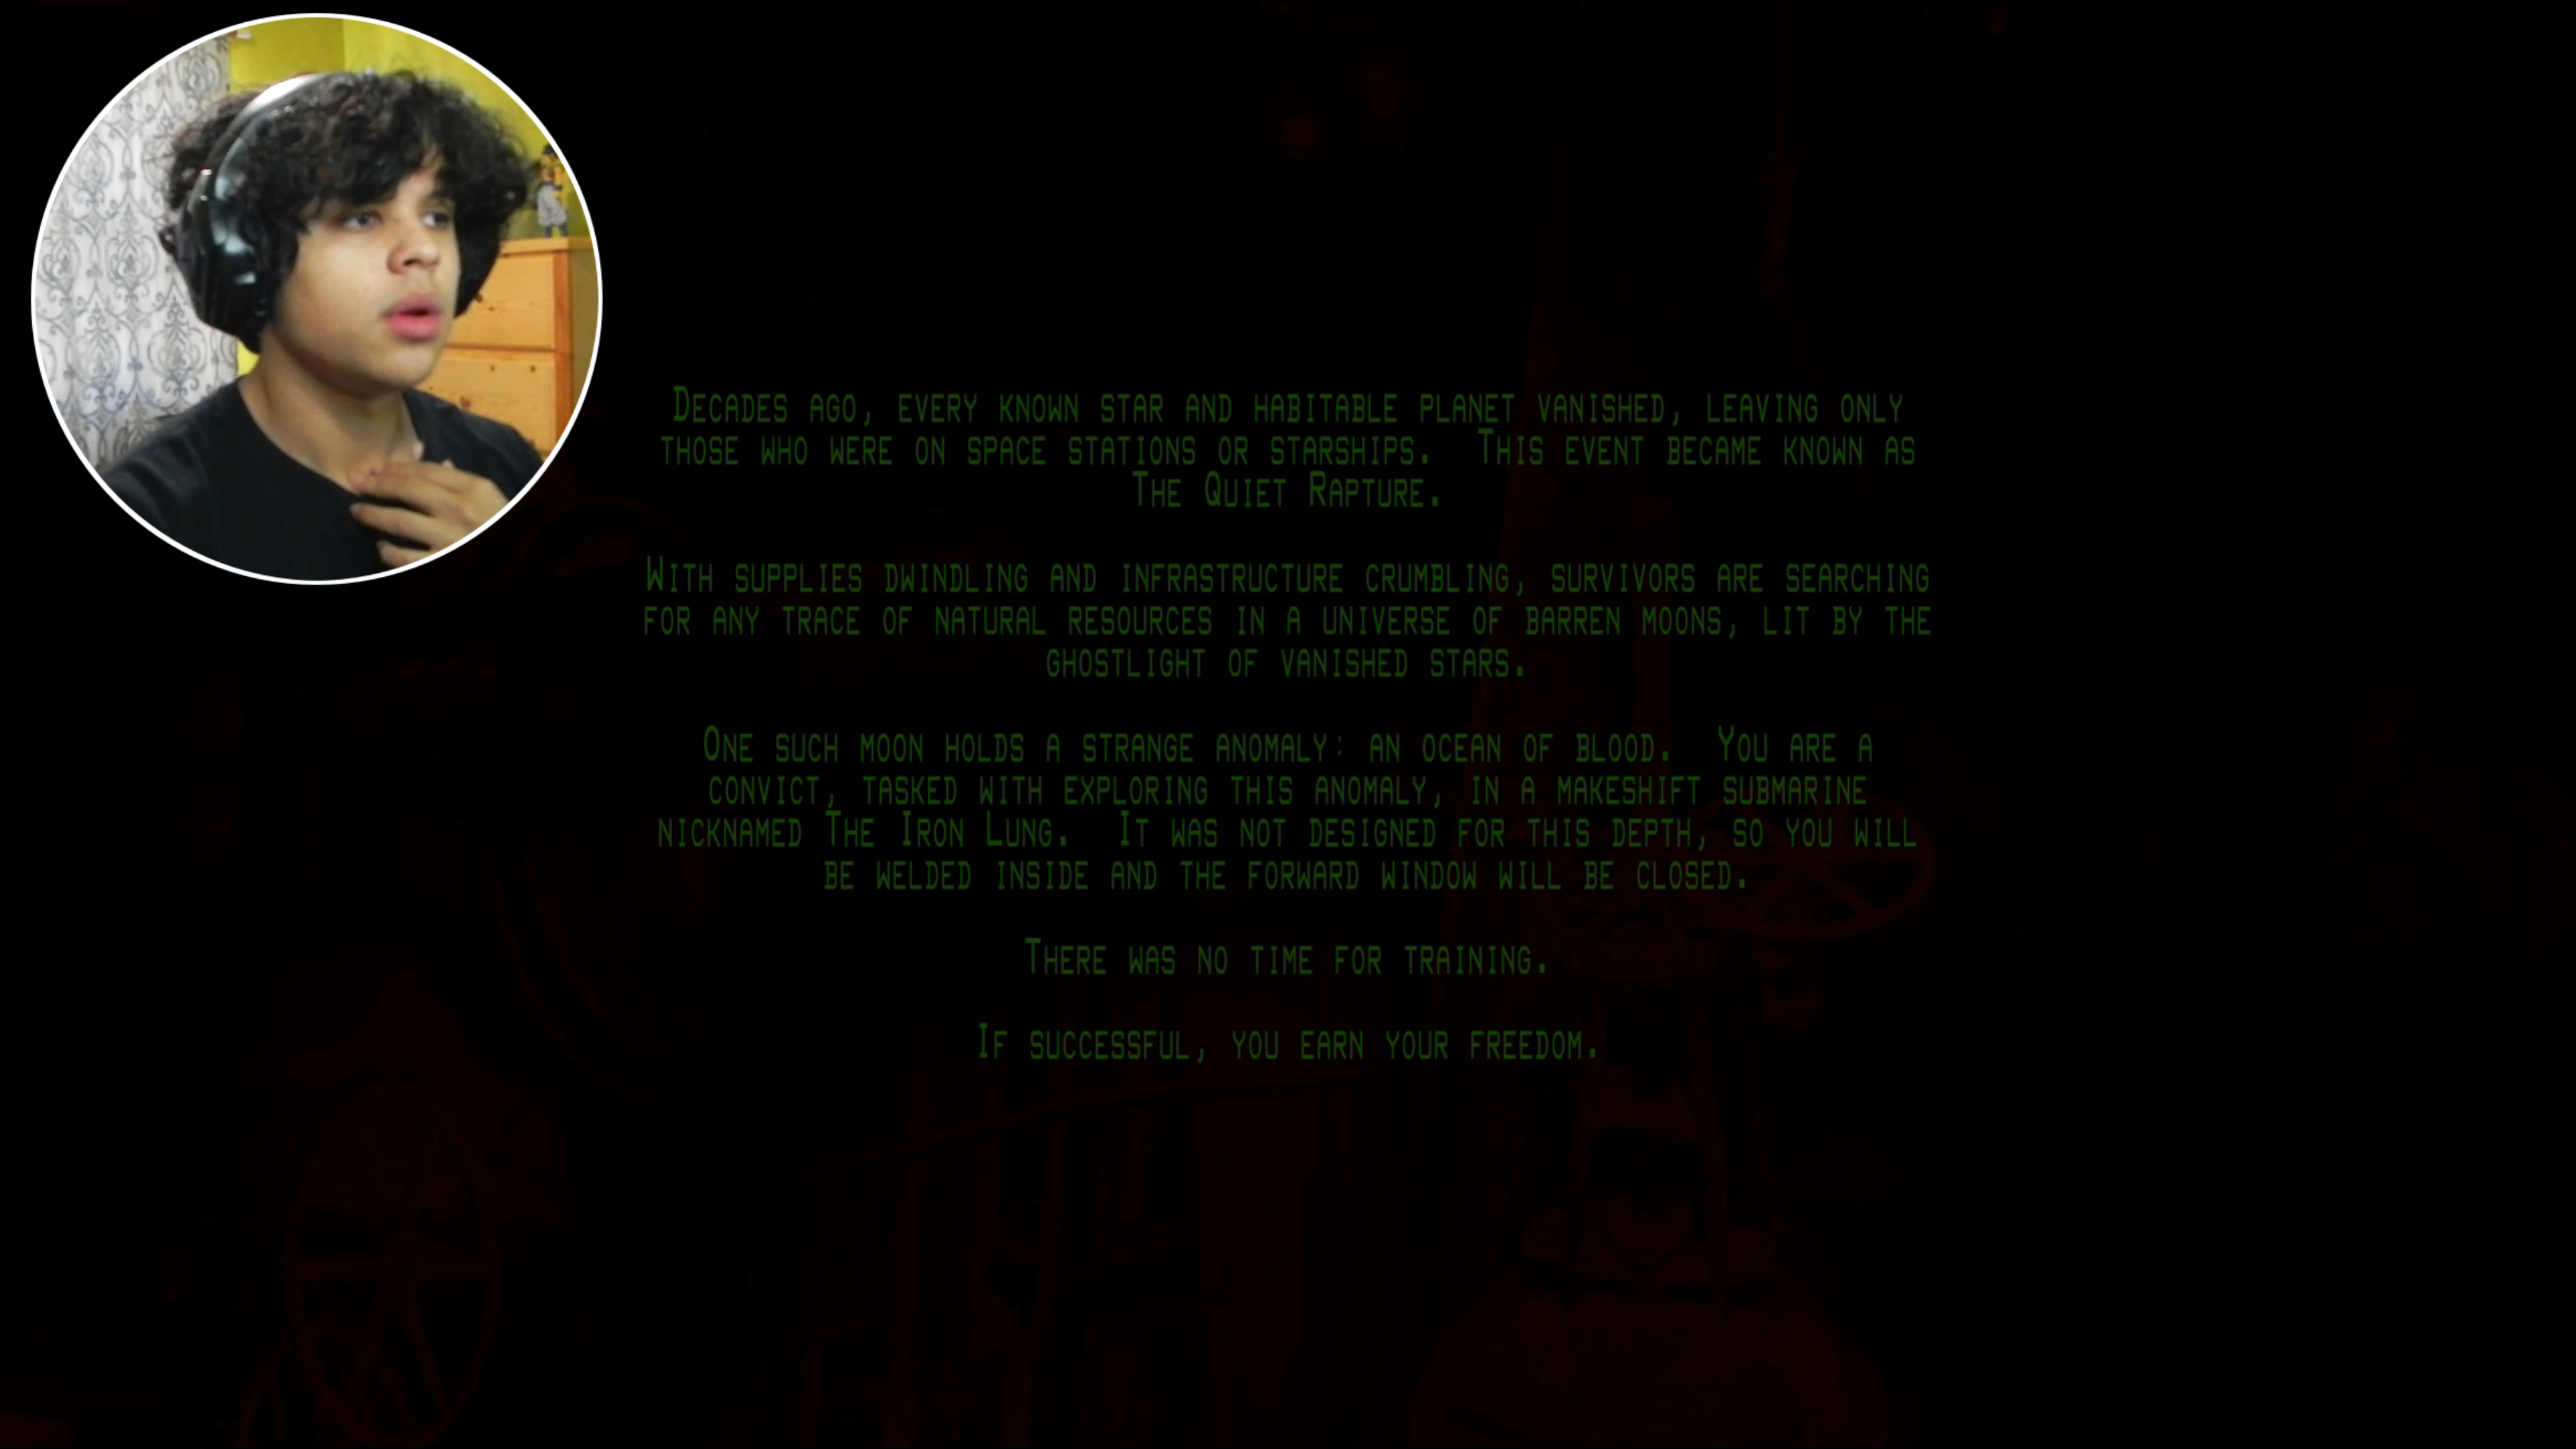 Decades ago, every known star and habitable planet vanished, leaving only
those who were on space stations or starships. This event became known as
The Quiet Rapture.
With supplies dwindling and infrastructure crumbling, survivors are searching
for any trace of natural resources in a universe of barren moons, lit by the
ghostlight of vanished stars.
One such moon holds a strange anomaly: an ocean of blood. You are a
convict, tasked with exploring this anomaly, in a makeshift submarine
nicknamed The Iron Lung. It was not designed for this depth, so you will
be welded inside and the forward window will be closed.
There was no time for training.
If successful, you earn your freedom.